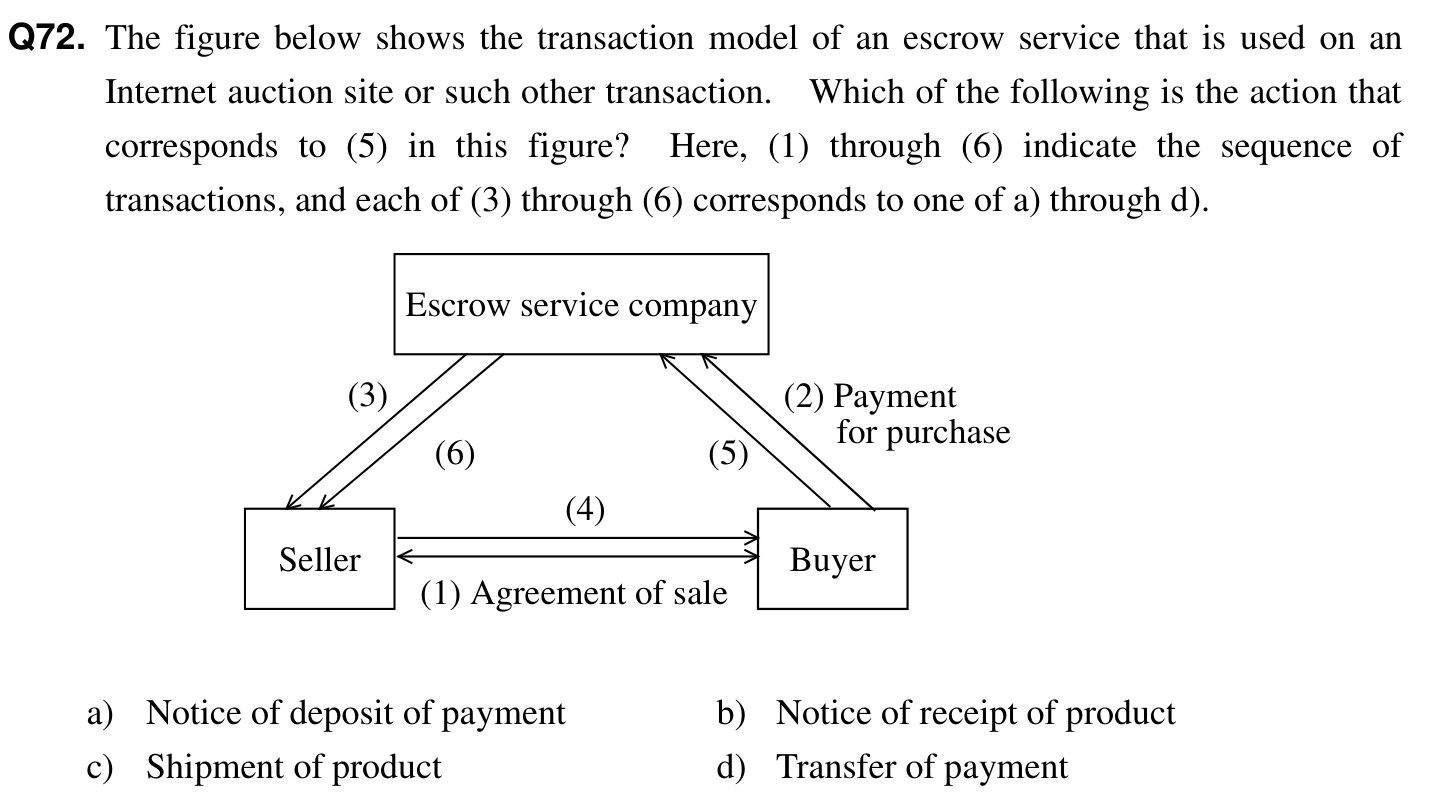 Q72. The figure below shows the transaction model of an escrow service that is used on an
Internet auction site or such other transaction. Which of the following is the action that
corresponds to (5) in this figure? Here, (1) through (6) indicate the sequence of
transactions, and each of (3) through (6) corresponds to one of a) through d).
Escrow service company
(3)
(2) Payment
for purchase
(6)
(5)
(4)
Seller
Buyer
(1) Agreement of sale
a) Notice of deposit of payment
b) Notice of receipt of product
c) Shipment of product
d) Transfer of payment